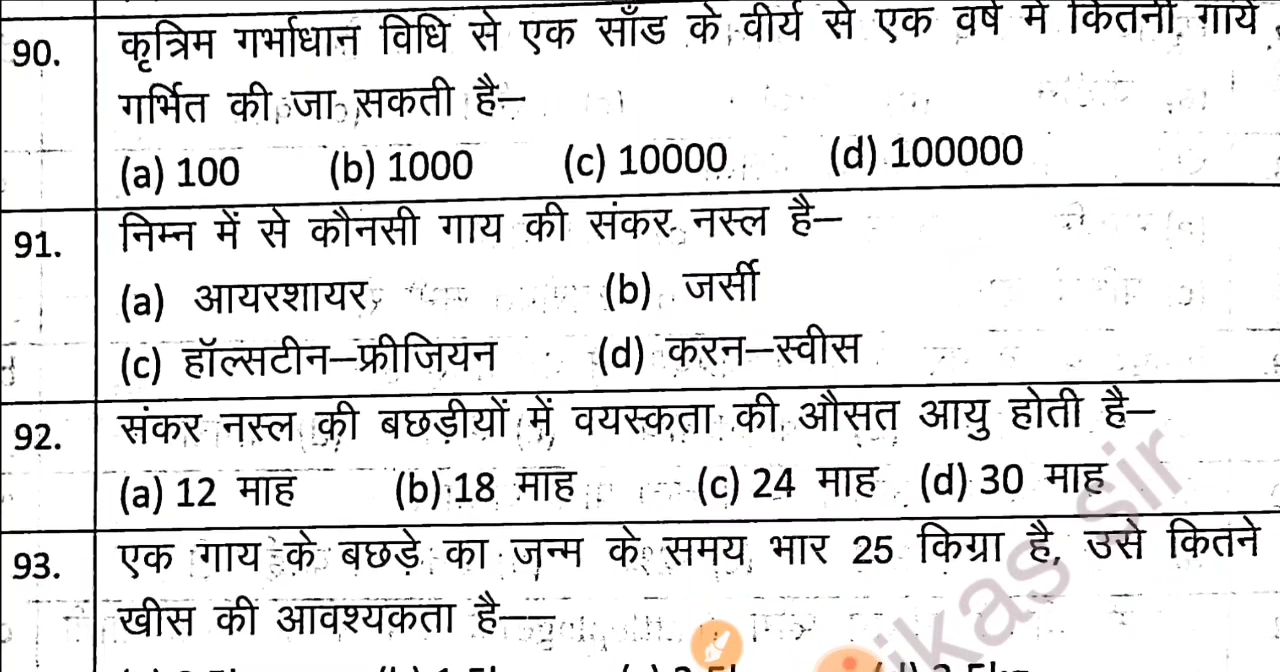 90. कृत्रिम गर्भाधान विधि से एक साँड के वीर्य से एक वर्ष में कितनी गायें
गर्भित की जा सकती है–
(a) 100 (b) 1000 (c) 10000 (d) 100000
91. निम्न में से कौनसी गाय की संकर नस्ल है–
(a) आयरशायर (b) जर्सी
(c) हॉल्सटीन–फ्रीजियन (d) करन–स्वीस
92. संकर नस्ल की बछड़ीयों में वयस्कता की औसत आयु होती है–
(a) 12 माह (b) 18 माह (c) 24 माह (d) 30 माह
93. एक गाय के बछड़े का जन्म के समय भार 25 किग्रा है, उसे कितने
खीस की आवश्यकता है––
ikas sir